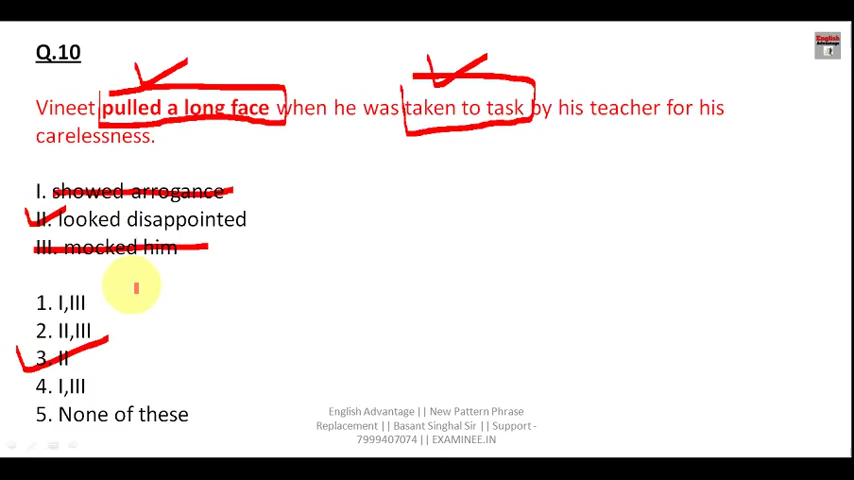 Q.10
English
Advantage
Vineet pulled a long face when he was taken to task by his teacher for his
carelessness.
I. showed arrogance
II. looked disappointed
III. mocked him
1. I,III
2. II,III
3. II
4. I,III
5. None of these
English Advantage || New Pattern Phrase
Replacement || Basant Singhal Sir || Support -
7999407074 || EXAMINEE.IN